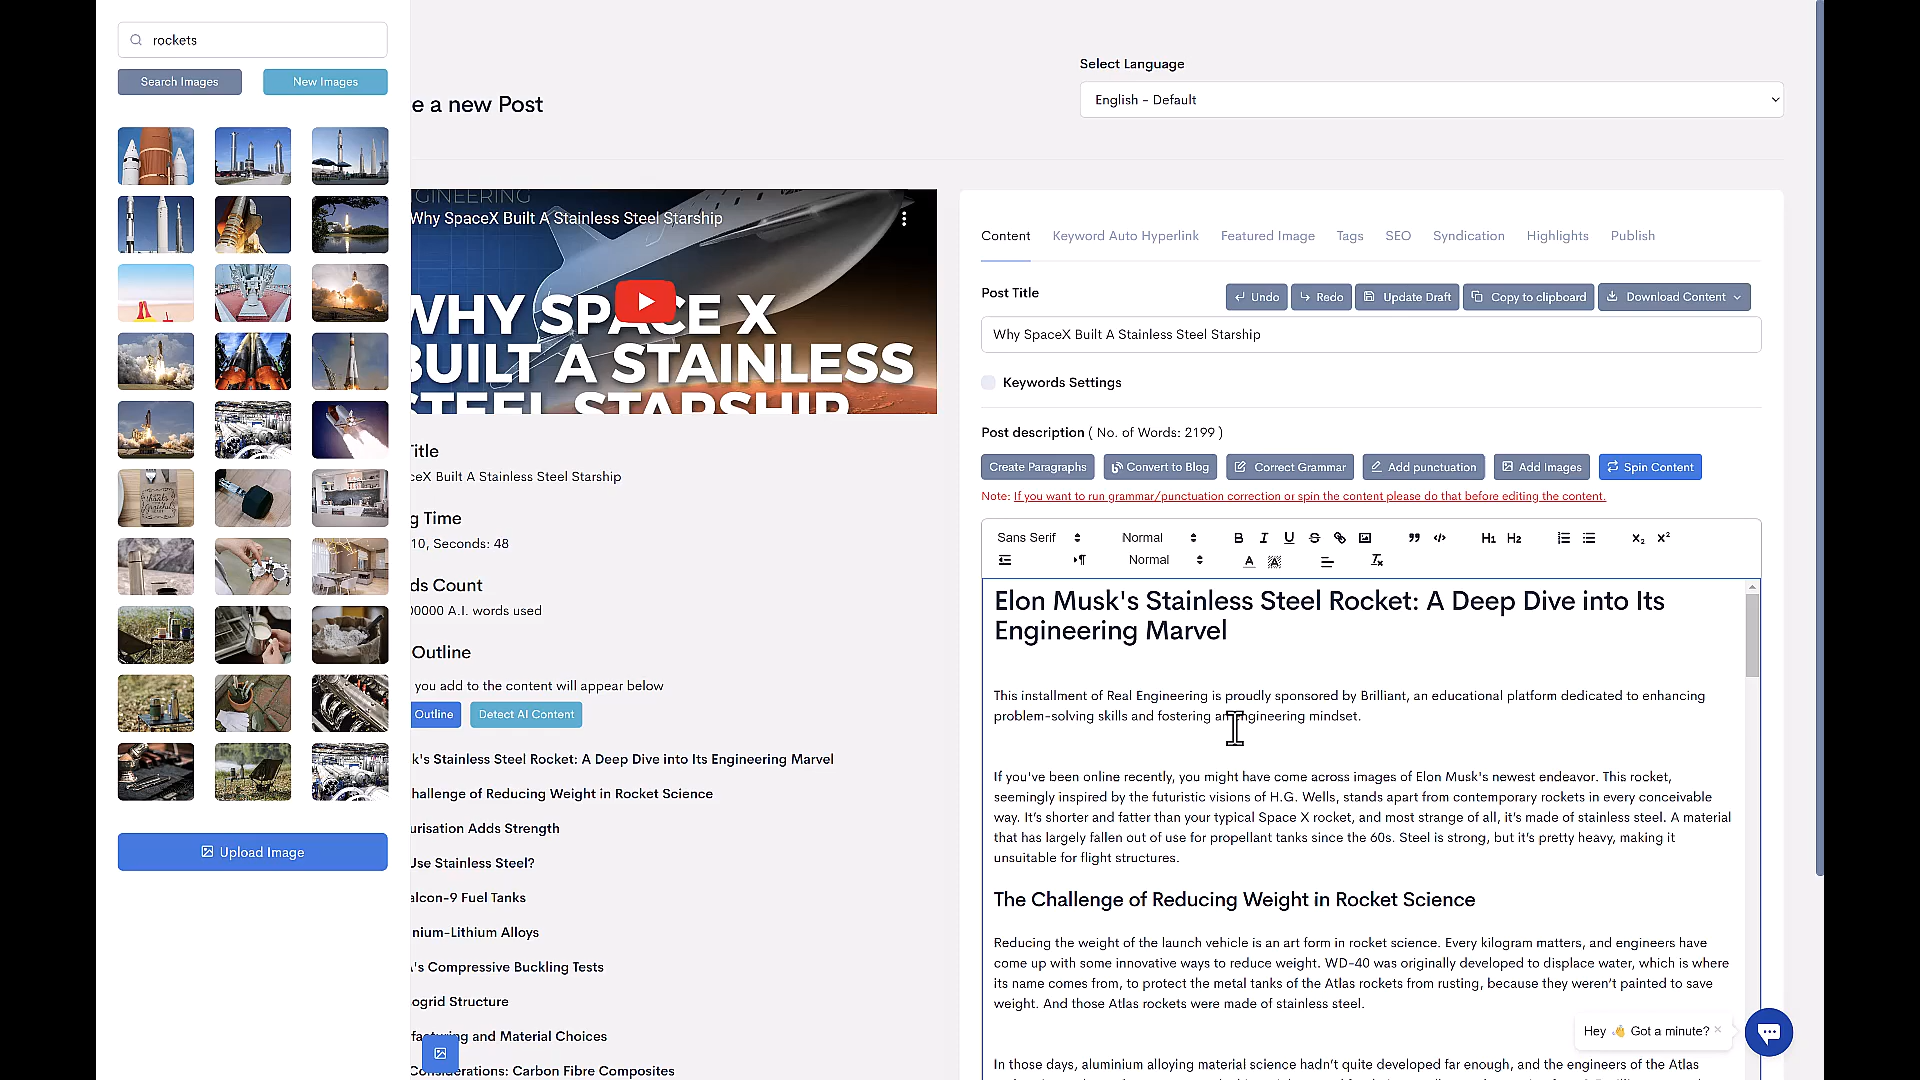 rockets
Search Images
New Images
Upload Image
e a new Post
Select Language
English - Default
GINEERING
Why SpaceX Built A Stainless Steel Starship
WHY SPACE X
BUILT A STAINLESS
STEEL STARSHIP
itle
ceX Built A Stainless Steel Starship
g Time
10, Seconds: 48
ds Count
00000 A.I. words used
Outline
you add to the content will appear below
Outline
Detect AI Content
k's Stainless Steel Rocket: A Deep Dive into Its Engineering Marvel
hallenge of Reducing Weight in Rocket Science
urisation Adds Strength
Use Stainless Steel?
alcon-9 Fuel Tanks
nium-Lithium Alloys
's Compressive Buckling Tests
ogrid Structure
facturing and Material Choices
Considerations: Carbon Fibre Composites
Content
Keyword Auto Hyperlink
Featured Image
Tags
SEO
Syndication
Highlights
Publish
Post Title
Undo
Redo
Update Draft
Copy to clipboard
Download Content
Why SpaceX Built A Stainless Steel Starship
Keywords Settings
Post description ( No. of Words: 2199 )
Create Paragraphs
Convert to Blog
Correct Grammar
Add punctuation
Add Images
Spin Content
Note: If you want to run grammar/punctuation correction or spin the content please do that before editing the content.
Sans Serif
Normal
Normal
Elon Musk's Stainless Steel Rocket: A Deep Dive into Its
Engineering Marvel
This installment of Real Engineering is proudly sponsored by Brilliant, an educational platform dedicated to enhancing
problem-solving skills and fostering an engineering mindset.
If you've been online recently, you might have come across images of Elon Musk's newest endeavor. This rocket,
seemingly inspired by the futuristic visions of H.G. Wells, stands apart from contemporary rockets in every conceivable
way. It's shorter and fatter than your typical Space X rocket, and most strange of all, it's made of stainless steel. A material
that has largely fallen out of use for propellant tanks since the 60s. Steel is strong, but it's pretty heavy, making it
unsuitable for flight structures.
The Challenge of Reducing Weight in Rocket Science
Reducing the weight of the launch vehicle is an art form in rocket science. Every kilogram matters, and engineers have
come up with some innovative ways to reduce weight. WD-40 was originally developed to displace water, which is where
its name comes from, to protect the metal tanks of the Atlas rockets from rusting, because they weren't painted to save
weight. And those Atlas rockets were made of stainless steel.
In those days, aluminium alloying material science hadn't quite developed far enough, and the engineers of the Atlas
Hey 👋 Got a minute?